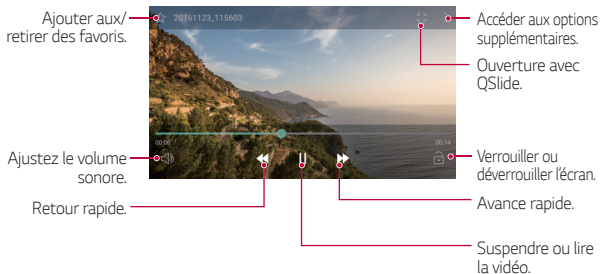 Ajouter aux/
retirer des favoris.
20161123_115603
Accéder aux options
supplémentaires.
Ouverture avec
QSlide.
00:06
00:14
Ajustez le volume
sonore.
Verrouiller ou
déverrouiller l'écran.
Retour rapide.
Avance rapide.
Suspendre ou lire
la vidéo.